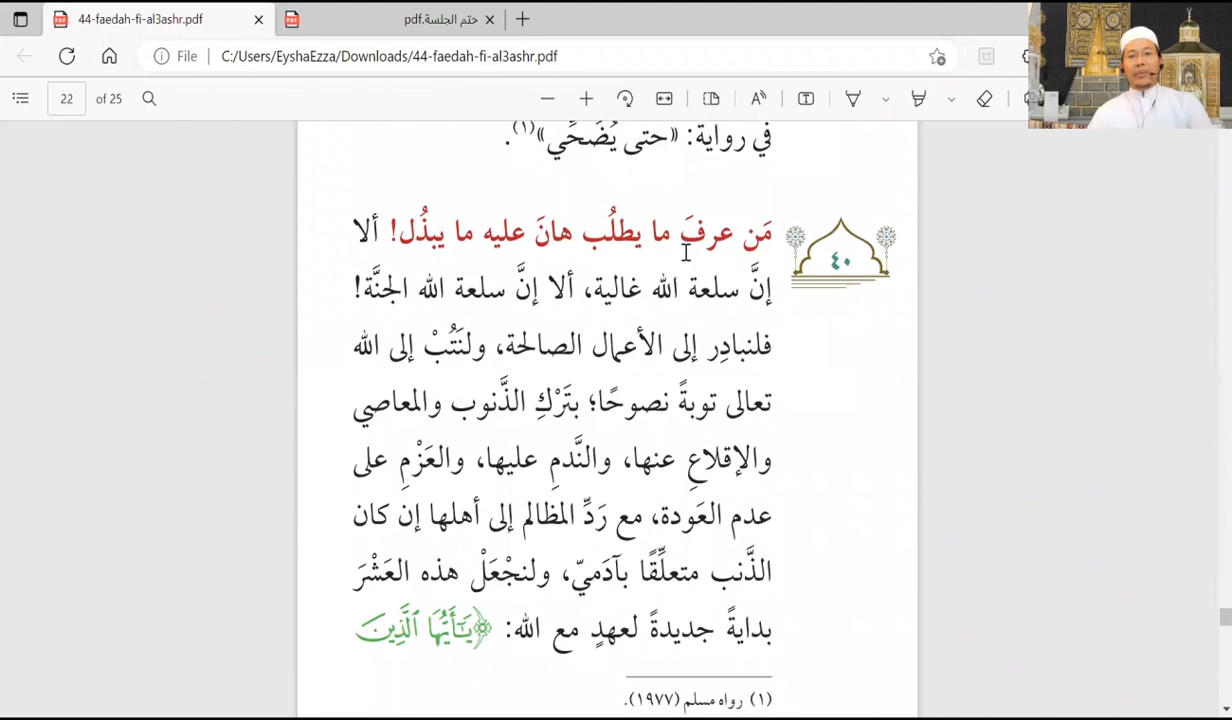 44-faedah-fi-al3ashr.pdf
ختم الجلسة.pdf
File C:/Users/EyshaEzza/Downloads/44-faedah-fi-al3ashr.pdf
22 of 25
في رواية: «حتى يُضَحِّي»(١).
٤٠
مَن عرفَ ما يطلُب هانَ عليه ما يبذُل! ألا
إنَّ سلعة الله غالية، ألا إنَّ سلعة الله الجنَّة!
فلنبادِر إلى الأعمال الصالحة، ولنَتُبْ إلى الله
تعالى توبةً نصوحًا؛ بتَرْكِ الذَّنوب والمعاصي
والإقلاعِ عنها، والنَّدمِ عليها، والعَزْمِ على
عدم العَودة، مع رَدِّ المظالم إلى أهلها إن كان
الذَّنب متعلِّقًا بآدَميّ، ولنجْعَلْ هذه العَشْرَ
بدايةً جديدةً لعهدٍ مع الله: ﴿يَٰٓأَيُّهَا ٱلَّذِينَ
(١) رواه مسلم (١٩٧٧).